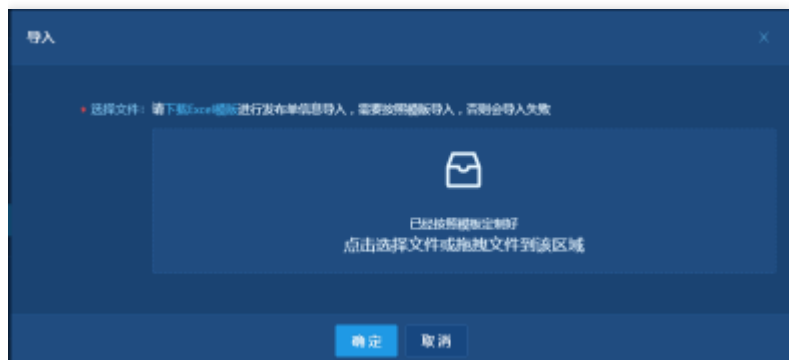 导入
* 选择文件: 请下载Excel模版进行发布单信息导入，需要按照模版导入，否则会导入失败
已经按照模板定制好
点击选择文件或拖拽文件到该区域
确定 取消